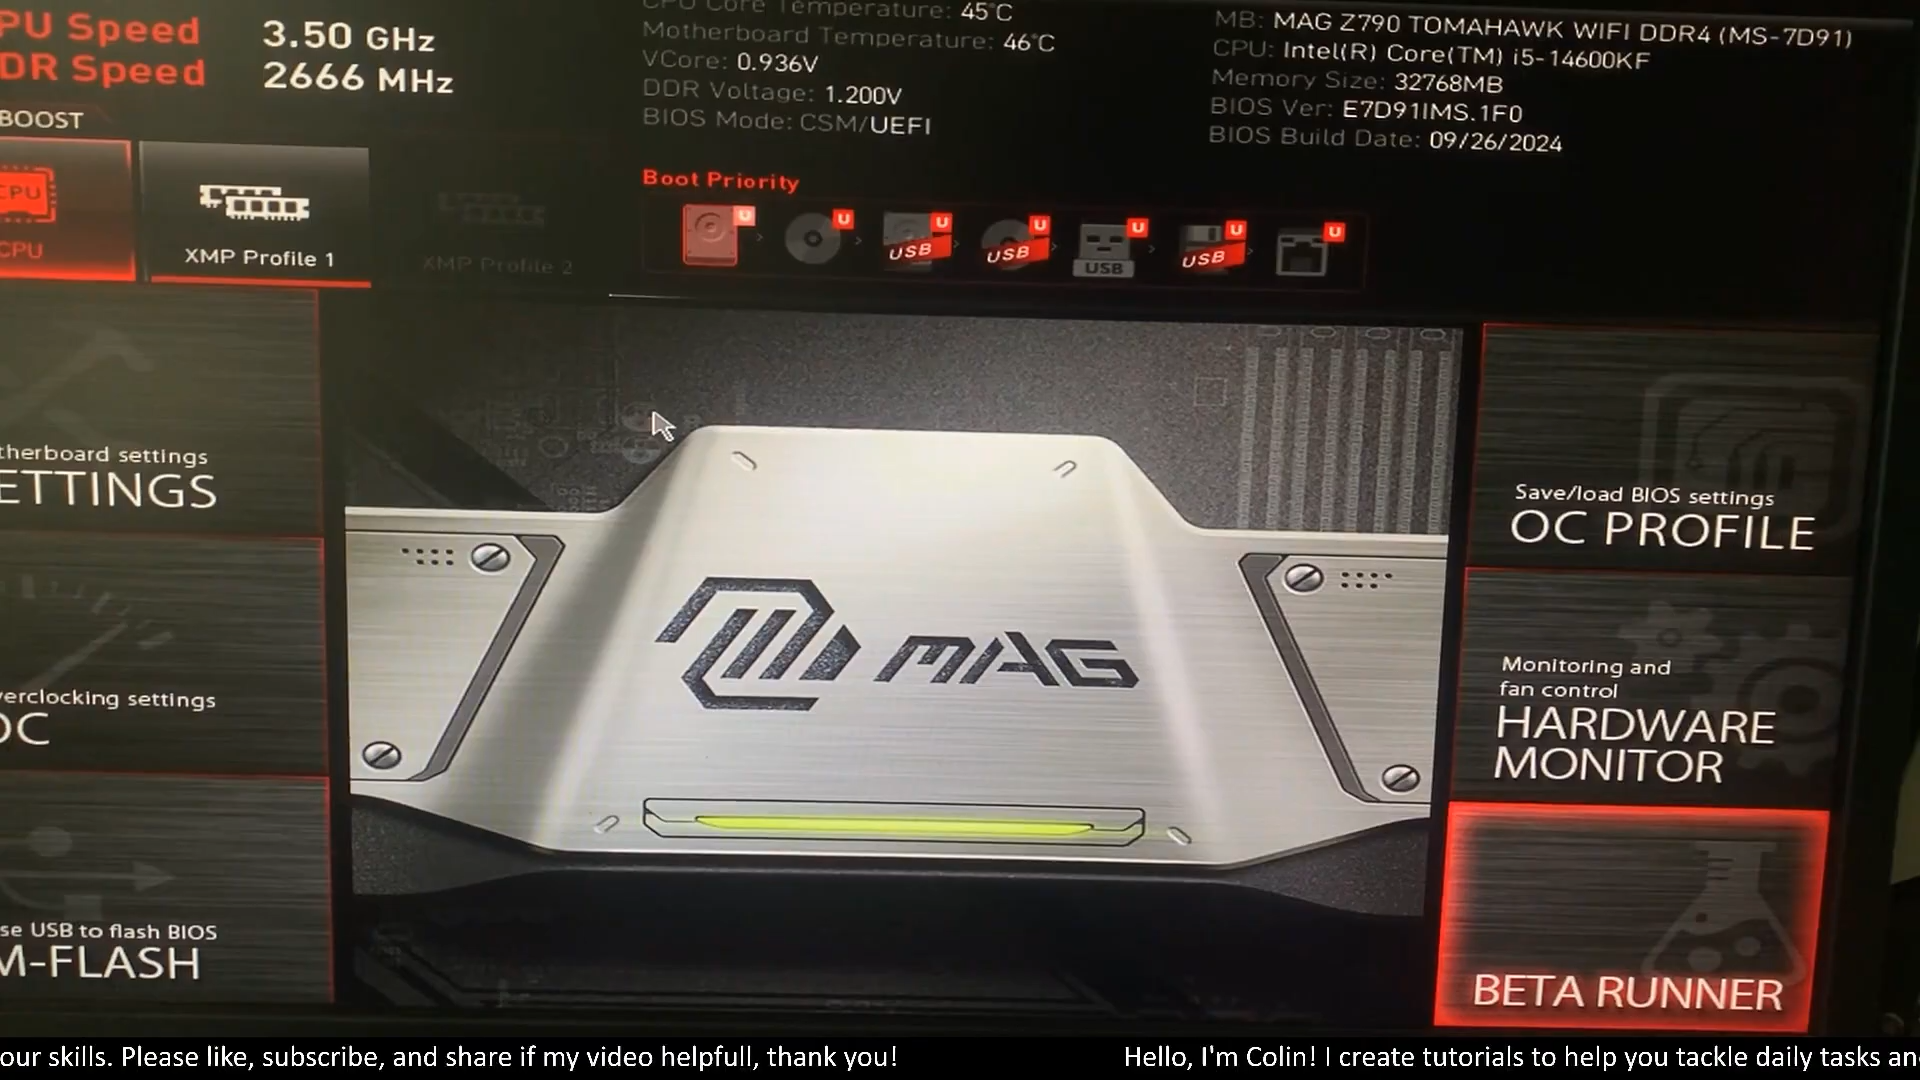 PU Speed 3.50 GHz
DR Speed 2666 MHz
BOOST
CPU
CPU
XMP Profile 1
XMP Profile 2
CPU Core Temperature: 45°C
Motherboard Temperature: 46°C
VCore: 0.936V
DDR Voltage: 1.200V
BIOS Mode: CSM/UEFI
MB: MAG Z790 TOMAHAWK WIFI DDR4 (MS-7D91)
CPU: Intel(R) Core(TM) i5-14600KF
Memory Size: 32768MB
BIOS Ver: E7D91IMS.1F0
BIOS Build Date: 09/26/2024
Boot Priority
U U U U U U U
USB USB USB USB
therboard settings
ETTINGS
verclocking settings
OC
se USB to flash BIOS
M-FLASH
MAG
Save/load BIOS settings
OC PROFILE
Monitoring and
fan control
HARDWARE
MONITOR
BETA RUNNER
our skills. Please like, subscribe, and share if my video helpfull, thank you! Hello, I'm Colin! I create tutorials to help you tackle daily tasks an